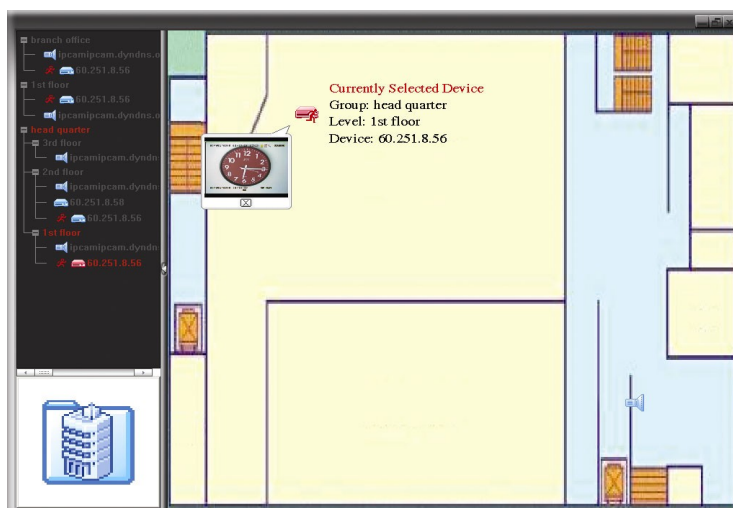 branch office
ipcamipcam.dyndns.o
60.251.8.56
1st floor
60.251.8.56
ipcamipcam.dyndns.o
head quarter
3rd floor
ipcamipcam.dyndn
2nd floor
ipcamipcam.dyndn
60.251.8.58
60.251.8.56
1st floor
ipcamipcam.dyndn
60.251.8.56
Currently Selected Device
Group: head quarter
Level: 1st floor
Device: 60.251.8.56